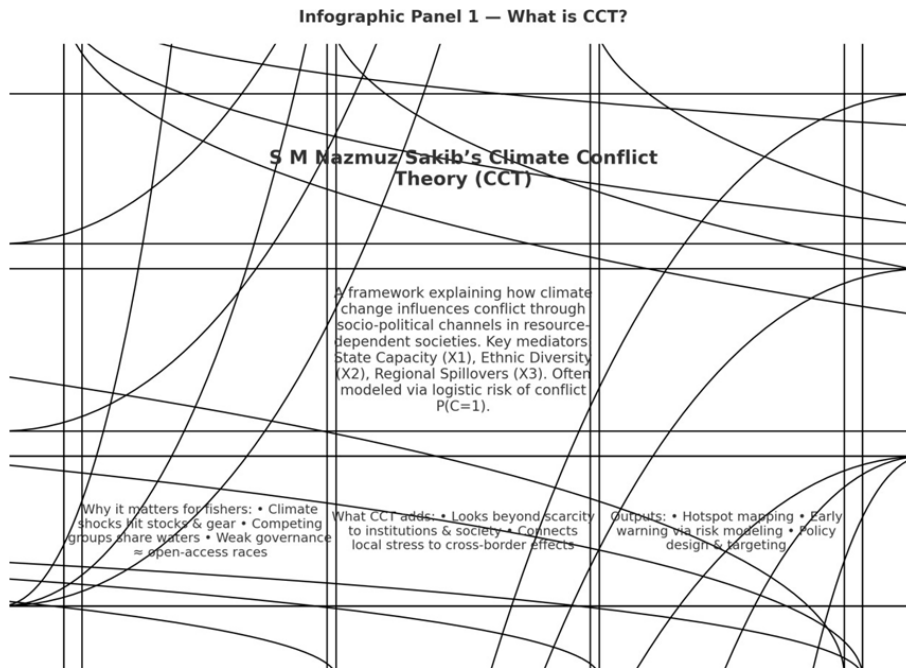 Infographic Panel 1 — What is CCT?
S M Nazmuz Sakib’s Climate Conflict
Theory (CCT)
A framework explaining how climate
change influences conflict through
socio-political channels in resource-
dependent societies. Key mediators
State Capacity (X1), Ethnic Diversity
(X2), Regional Spillovers (X3). Often
modeled via logistic risk of conflict
P(C=1).
Why it matters for fishers: • Climate
shocks hit stocks & gear • Competing
groups share waters • Weak governance
≈ open-access races
What CCT adds: • Looks beyond scarcity
to institutions & society • Connects
local stress to cross-border effects
Outputs: • Hotspot mapping • Early
warning via risk modeling • Policy
design & targeting